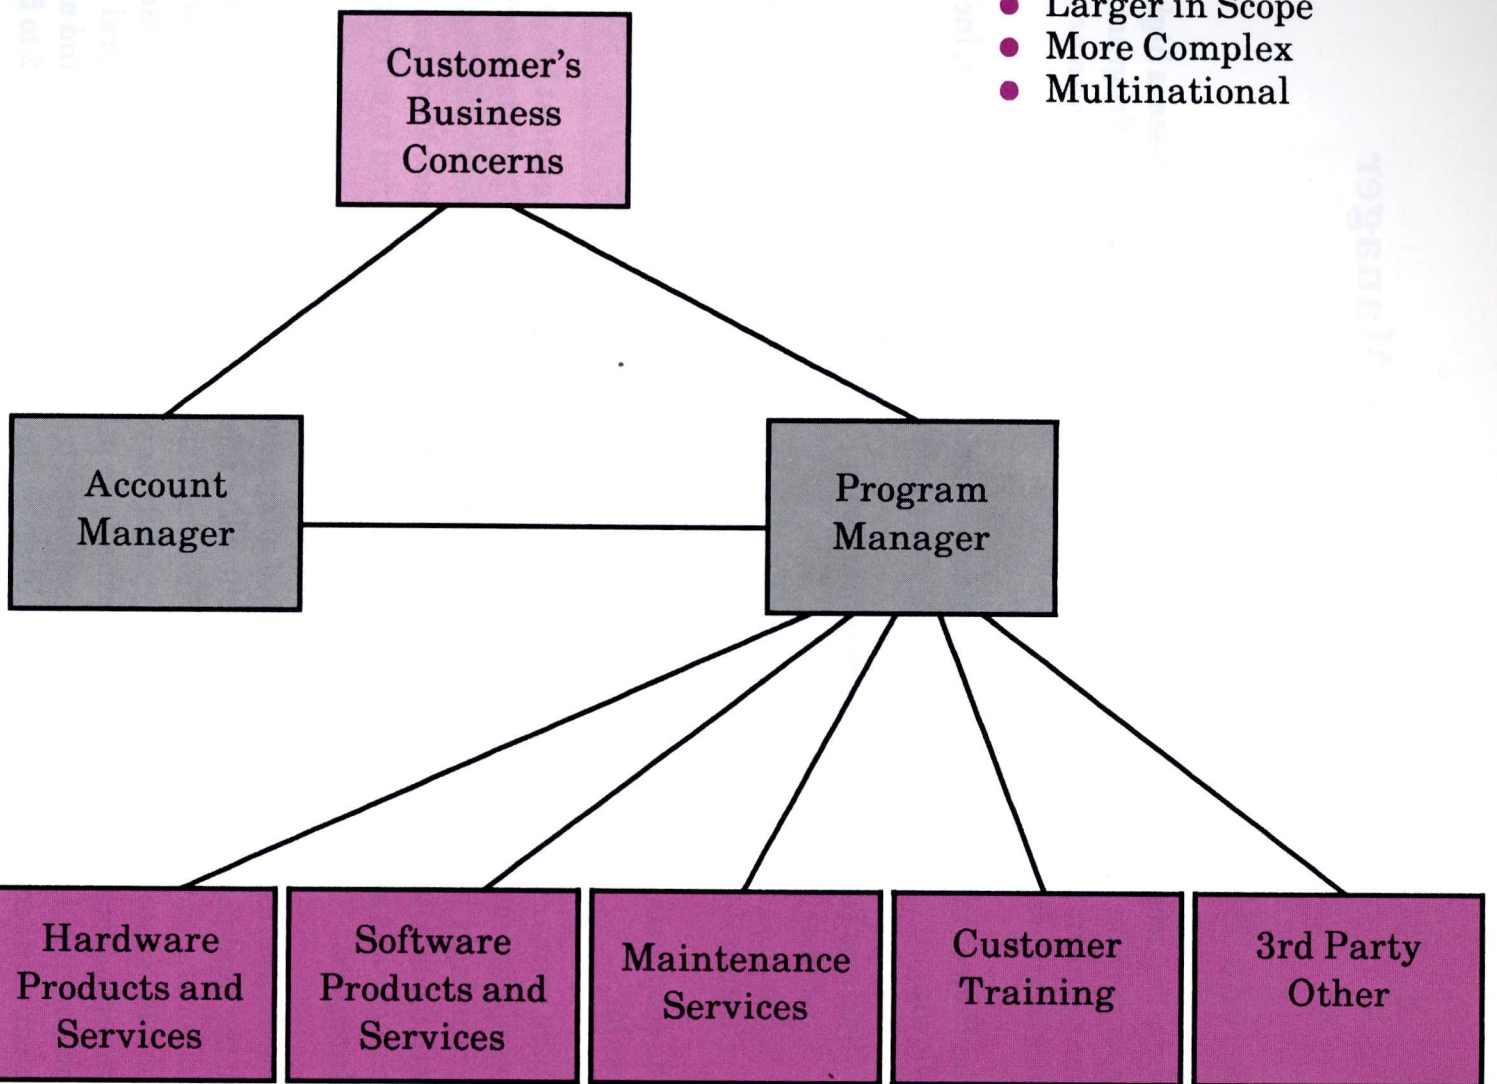 Larger in Scope
More Complex
Multinational
Customer's
Business
Concerns
Account
Manager
Program
Manager
Hardware
Products and
Services
Software
Products and
Services
Maintenance
Services
Customer
Training
3rd Party
Other